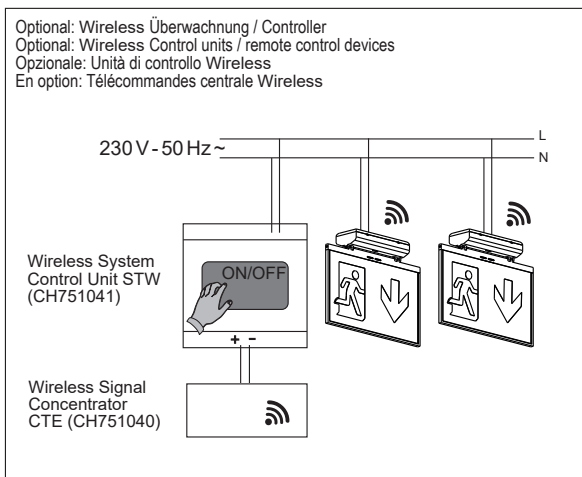 Optional: Wireless Überwachnung / Controller
Optional: Wireless Control units / remote control devices
Opzionale: Unità di controllo Wireless
En option: Télécommandes centrale Wireless
230 V - 50 Hz ~
L
N
Wireless System
Control Unit STW
(CH751041)
ON/OFF
+ -
Wireless Signal
Concentrator
CTE (CH751040)